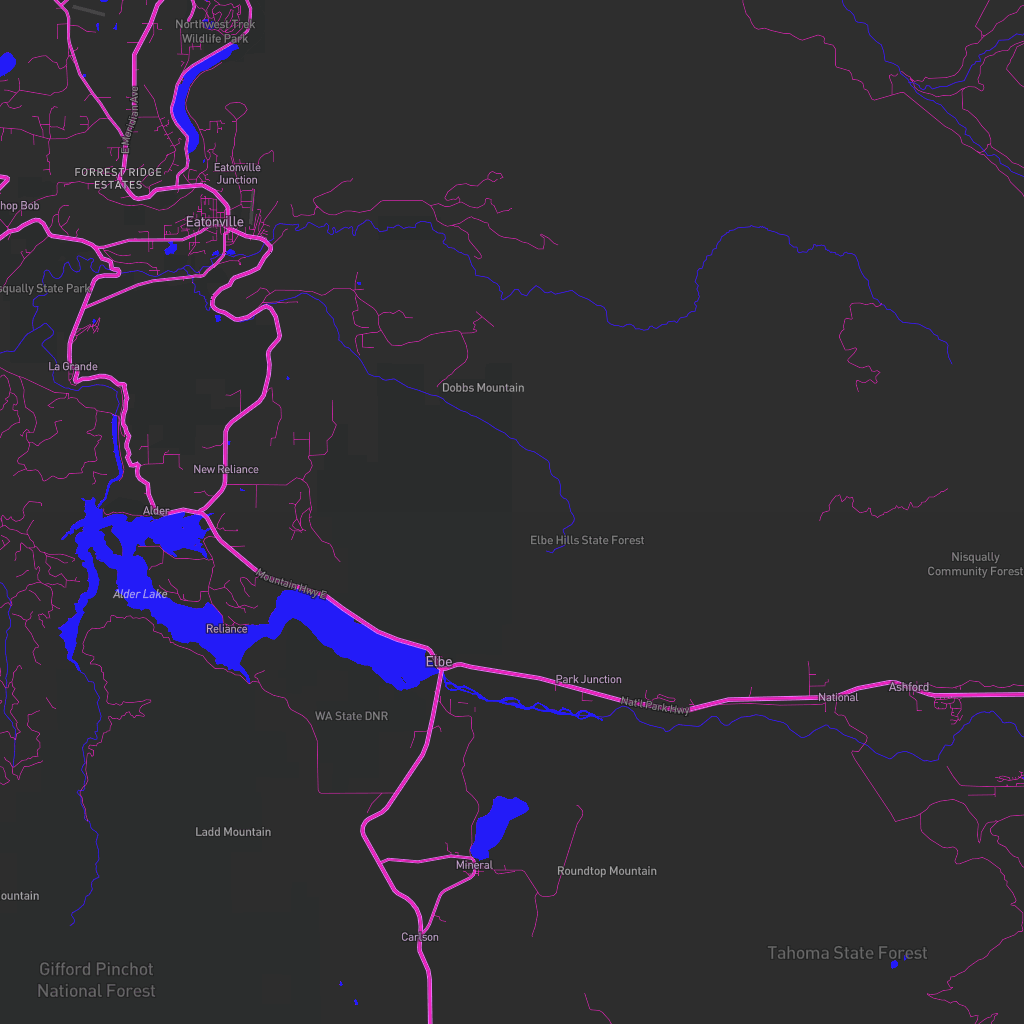 Northwest Trek
Wildlife Park
E Meridian Ave
FORREST RIDGE
ESTATES
Eatonville
Junction
hop Bob
Eatonville
squally State Park
La Grande
Dobbs Mountain
New Reliance
Alder
Elbe Hills State Forest
Nisqually
Community Forest
Mountain Hwy E
Alder Lake
Reliance
Elbe
Park Junction
Natl Park Hwy
National
Ashford
WA State DNR
Ladd Mountain
Mineral
Roundtop Mountain
ountain
Carlson
Tahoma State Forest
Gifford Pinchot
National Forest